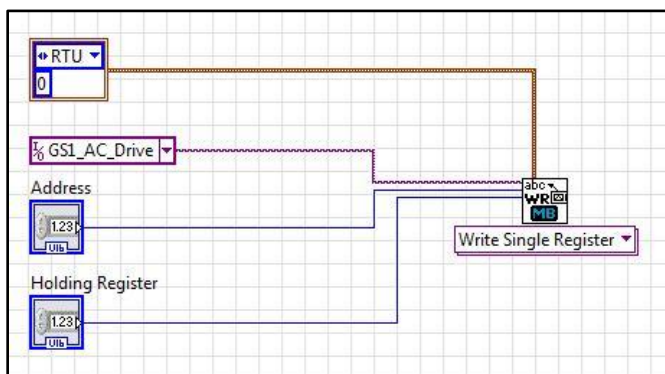 RTU
0
I/O GS1_AC_Drive
Address
1.23
U16
abc
WR
MB
Write Single Register
Holding Register
1.23
U16